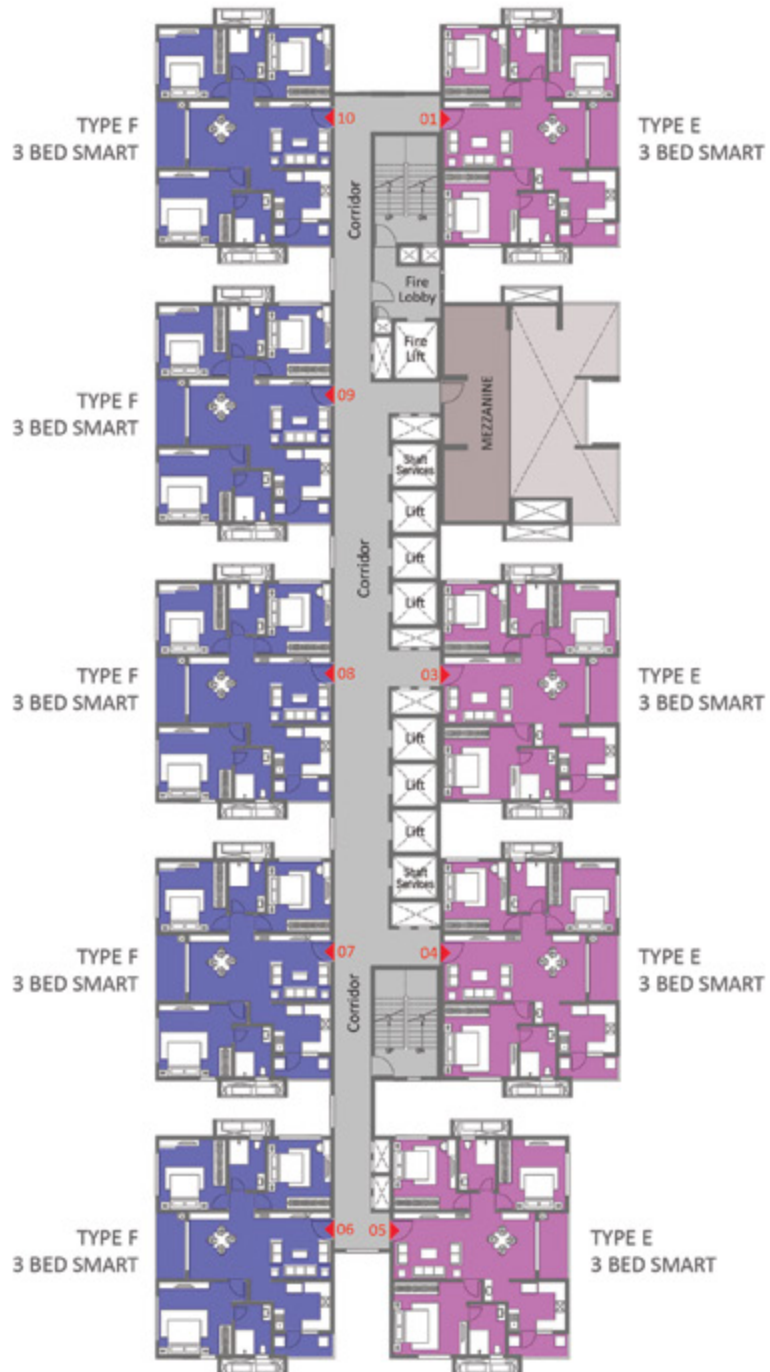 TYPE F
3 BED SMART
10
01
TYPE E
3 BED SMART
Corridor
Fire
Lobby
Fire
Lift
TYPE F
3 BED SMART
09
MEZZANINE
Shaft
Services
Lift
Lift
Lift
Corridor
TYPE F
3 BED SMART
08
03
TYPE E
3 BED SMART
Lift
Lift
Lift
Shaft
Services
TYPE F
3 BED SMART
07
04
TYPE E
3 BED SMART
Corridor
TYPE F
3 BED SMART
06
05
TYPE E
3 BED SMART